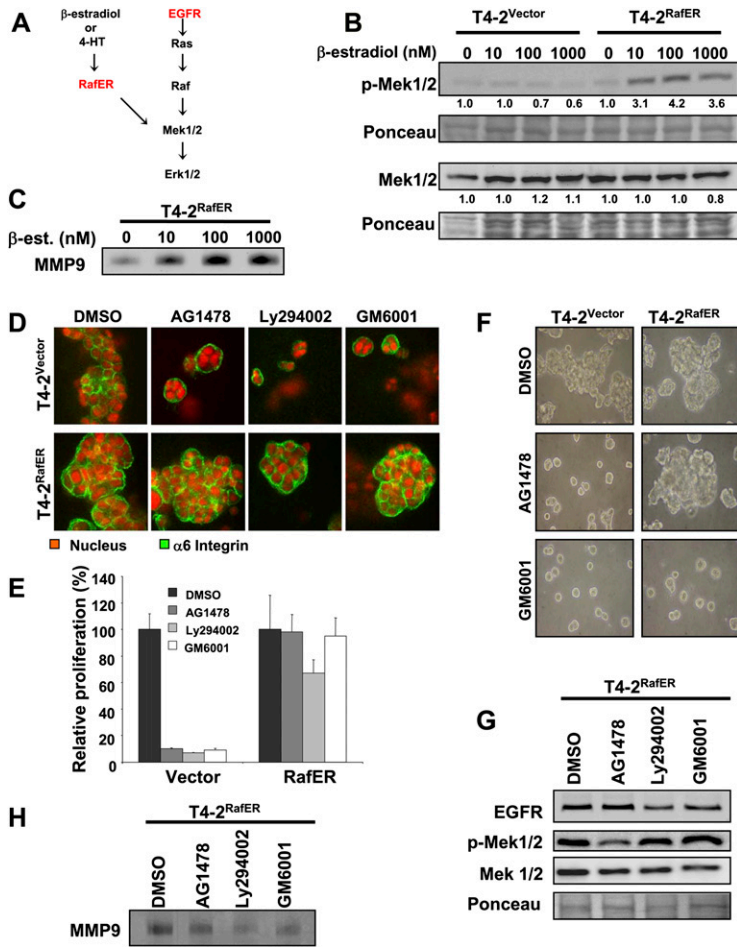 A
β-estradiol
or
4-HT
RafER
EGFR
Ras
Raf
Mek1/2
Erk1/2
B
T4-2Vector T4-2RafER
β-estradiol (nM) 0 10 100 1000 0 10 100 1000
p-Mek1/2
1.0 1.0 0.7 0.6 1.0 3.1 4.2 3.6
Ponceau
Mek1/2
1.0 1.0 1.2 1.1 1.0 1.0 1.0 0.8
Ponceau
C
T4-2RafER
β-est. (nM) 0 10 100 1000
MMP9
D
DMSO AG1478 Ly294002 GM6001
T4-2Vector
T4-2RafER
Nucleus α6 Integrin
E
Relative proliferation (%)
140
120
100
80
60
40
20
0
DMSO
AG1478
Ly294002
GM6001
Vector RafER
F
T4-2Vector T4-2RafER
DMSO
AG1478
GM6001
G
T4-2RafER
DMSO AG1478 Ly294002 GM6001
EGFR
p-Mek1/2
Mek 1/2
Ponceau
H
T4-2RafER
DMSO AG1478 Ly294002 GM6001
MMP9